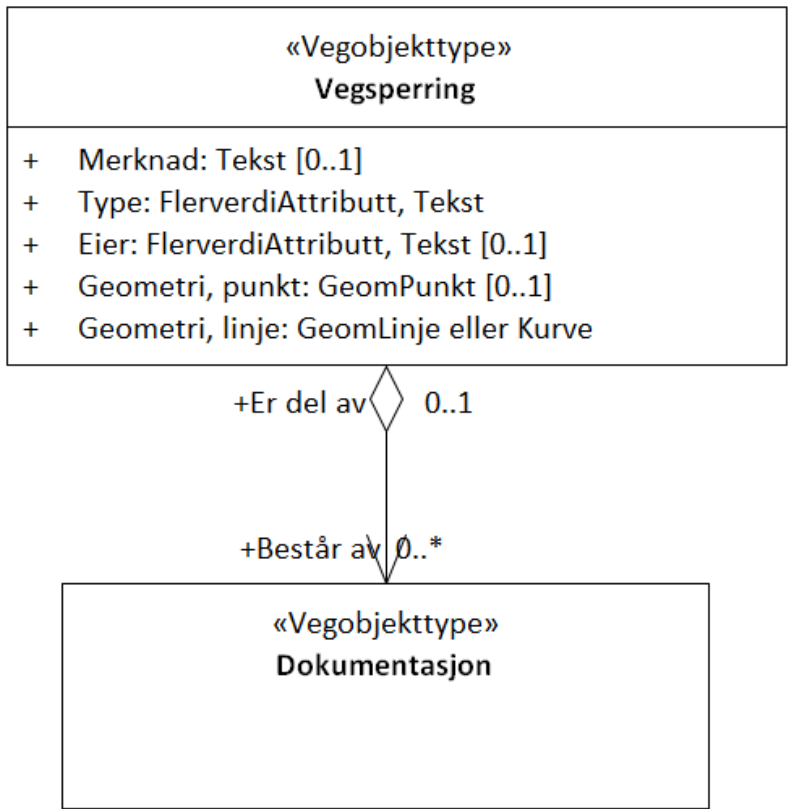 «Vegobjekttype»
Vegsperring
+ Merknad: Tekst [0..1]
+ Type: FlerverdiAttributt, Tekst
+ Eier: FlerverdiAttributt, Tekst [0..1]
+ Geometri, punkt: GeomPunkt [0..1]
+ Geometri, linje: GeomLinje eller Kurve
+Er del av 0..1
+Består av 0..*
«Vegobjekttype»
Dokumentasjon